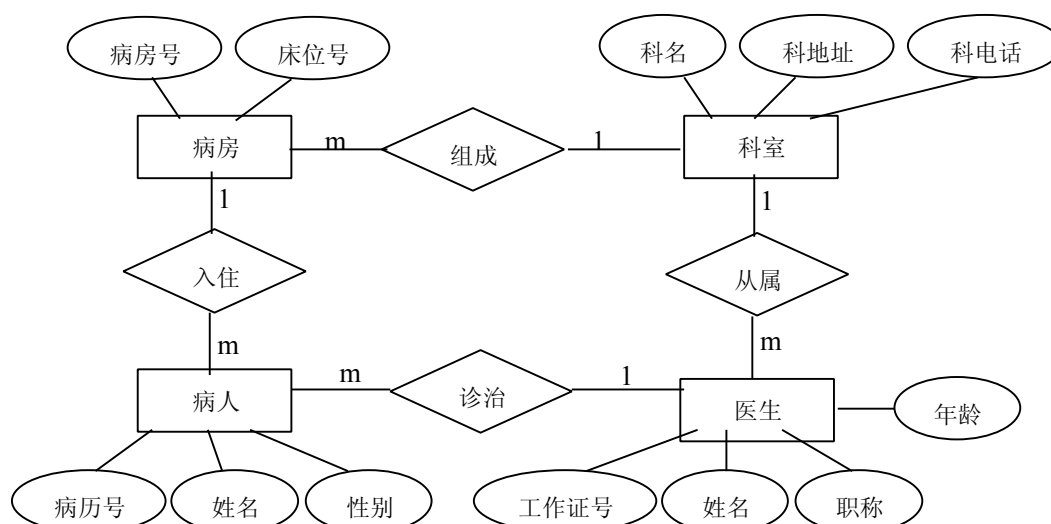 病房号 床位号 科名 科地址 科电话
病房 m 组成 1 科室
1 1
入住 从属
m m
病人 m 诊治 1 医生 年龄
病历号 姓名 性别 工作证号 姓名 职称